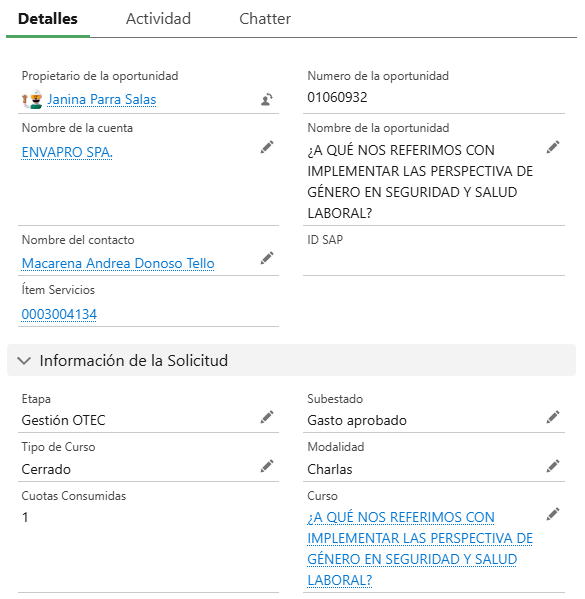 Detalles
Actividad
Chatter
Propietario de la oportunidad
Janina Parra Salas
Numero de la oportunidad
01060932
Nombre de la cuenta
ENVAPRO SPA.
Nombre de la oportunidad
¿A QUÉ NOS REFERIMOS CON
IMPLEMENTAR LAS PERSPECTIVA DE
GÉNERO EN SEGURIDAD Y SALUD
LABORAL?
Nombre del contacto
Macarena Andrea Donoso Tello
ID SAP
Ítem Servicios
0003004134
Información de la Solicitud
Etapa
Gestión OTEC
Subestado
Gasto aprobado
Tipo de Curso
Cerrado
Modalidad
Charlas
Cuotas Consumidas
1
Curso
¿A QUÉ NOS REFERIMOS CON
IMPLEMENTAR LAS PERSPECTIVA DE
GÉNERO EN SEGURIDAD Y SALUD
LABORAL?